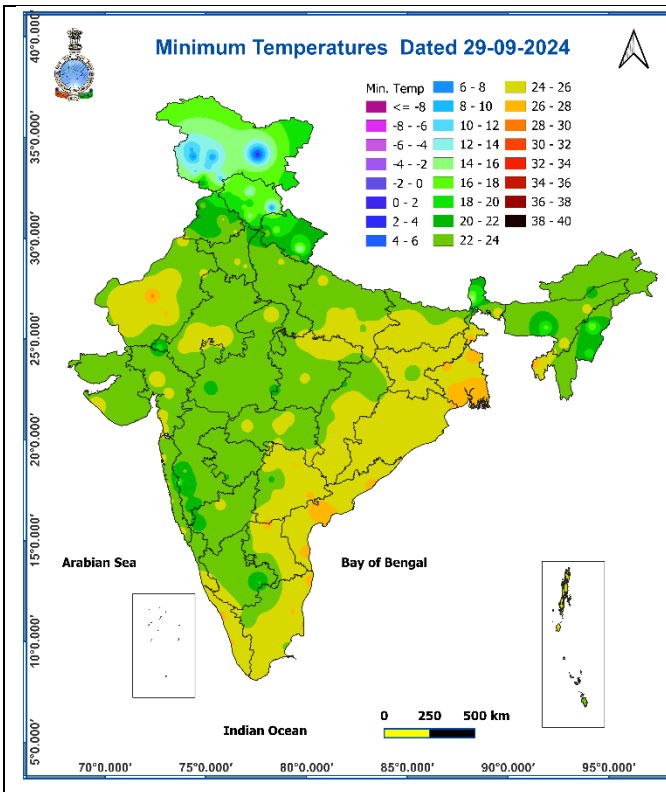 Minimum Temperatures Dated 29-09-2024
Min. Temp
<= -8
-8 - -6
-6 - -4
-4 - -2
-2 - 0
0 - 2
2 - 4
4 - 6
6 - 8
8 - 10
10 - 12
12 - 14
14 - 16
16 - 18
18 - 20
20 - 22
22 - 24
24 - 26
26 - 28
28 - 30
30 - 32
32 - 34
34 - 36
36 - 38
38 - 40
40°0.000'
35°0.000'
30°0.000'
25°0.000'
20°0.000'
15°0.000'
10°0.000'
5°0.000'
Arabian Sea
Bay of Bengal
Indian Ocean
0 250 500 km
70°0.000' 75°0.000' 80°0.000' 85°0.000' 90°0.000' 95°0.000'